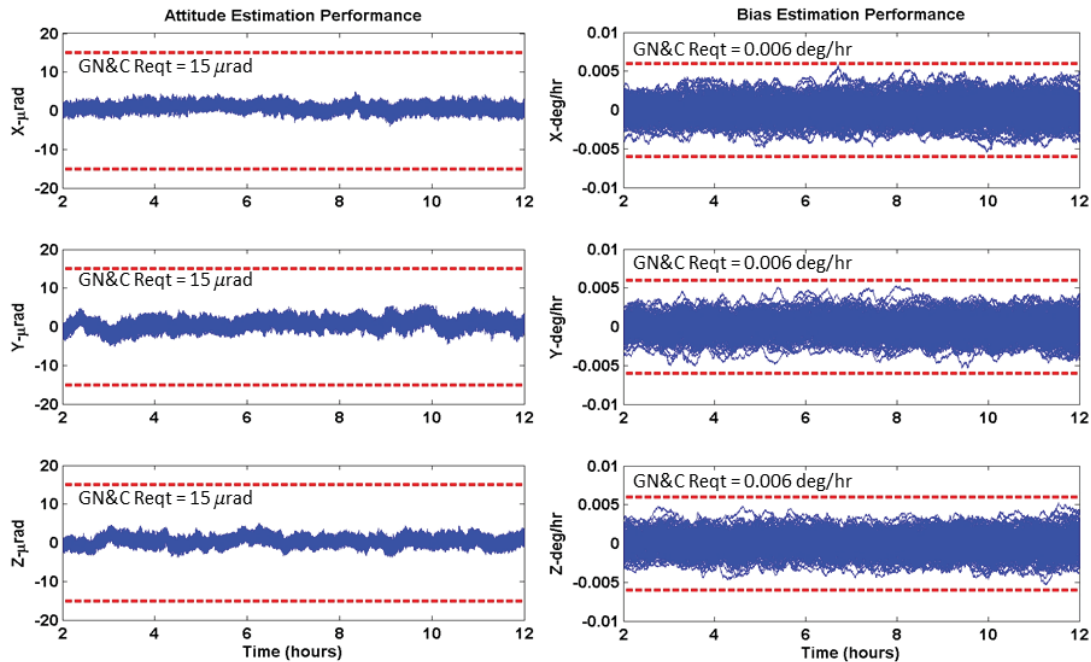 Attitude Estimation Performance
20
GN&C Reqt = 15 μrad
10
0
-10
-20
X-μrad
2 4 6 8 10 12
20
GN&C Reqt = 15 μrad
10
0
-10
-20
Y-μrad
2 4 6 8 10 12
20
GN&C Reqt = 15 μrad
10
0
-10
-20
Z-μrad
2 4 6 8 10 12
Time (hours)
Bias Estimation Performance
0.01
GN&C Reqt = 0.006 deg/hr
0.005
0
-0.005
-0.01
X-deg/hr
2 4 6 8 10 12
0.01
GN&C Reqt = 0.006 deg/hr
0.005
0
-0.005
-0.01
Y-deg/hr
2 4 6 8 10 12
0.01
GN&C Reqt = 0.006 deg/hr
0.005
0
-0.005
-0.01
Z-deg/hr
2 4 6 8 10 12
Time (hours)